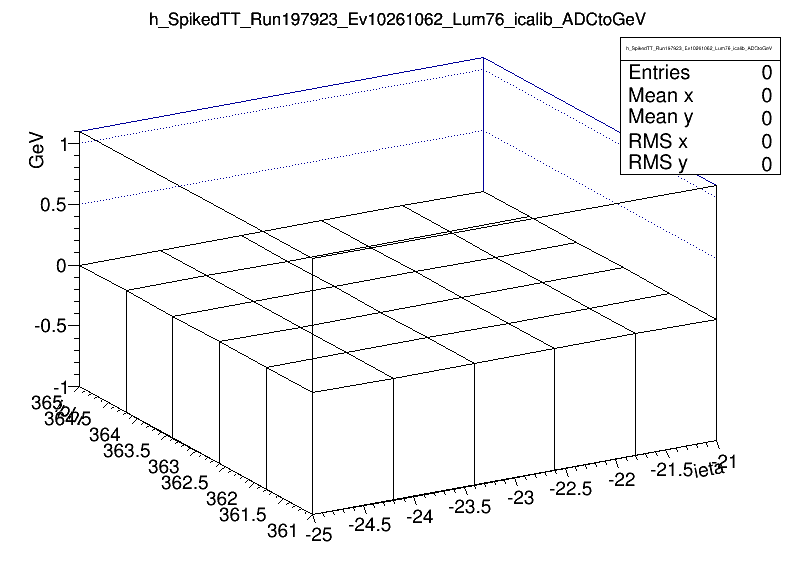 h_SpikedTT_Run197923_Ev10261062_Lum76_icalib_ADCtoGeV
h_SpikedTT_Run197923_Ev10261062_Lum76_icalib_ADCtoGeV
Entries 0
Mean x 0
Mean y 0
RMS x 0
RMS y 0
GeV
1
0.5
0
-0.5
-1
365
364.5
364
363.5
363
362.5
362
361.5
361
-25
-24.5
-24
-23.5
-23
-22.5
-22
-21.5
-21
ieta